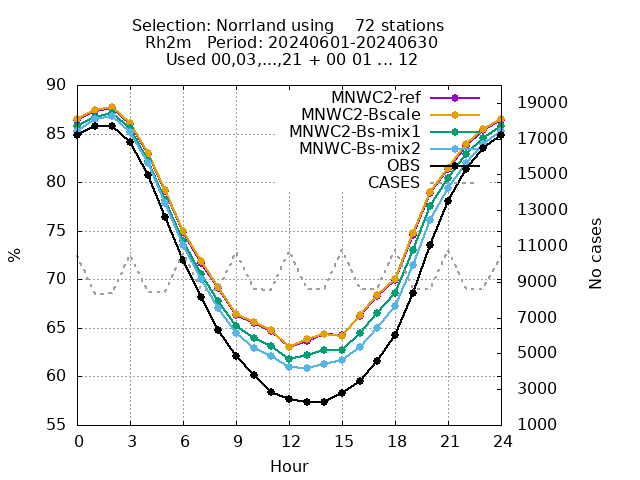 Selection: Norrland using    72 stations
Rh2m   Period: 20240601-20240630
Used 00,03,...,21 + 00 01 ... 12
90
85
80
75
70
65
60
55
%
MNWC2-ref
MNWC2-Bscale
MNWC2-Bs-mix1
MNWC-Bs-mix2
OBS
CASES
19000
17000
15000
13000
11000
9000
7000
5000
3000
1000
No cases
0 3 6 9 12 15 18 21 24
Hour